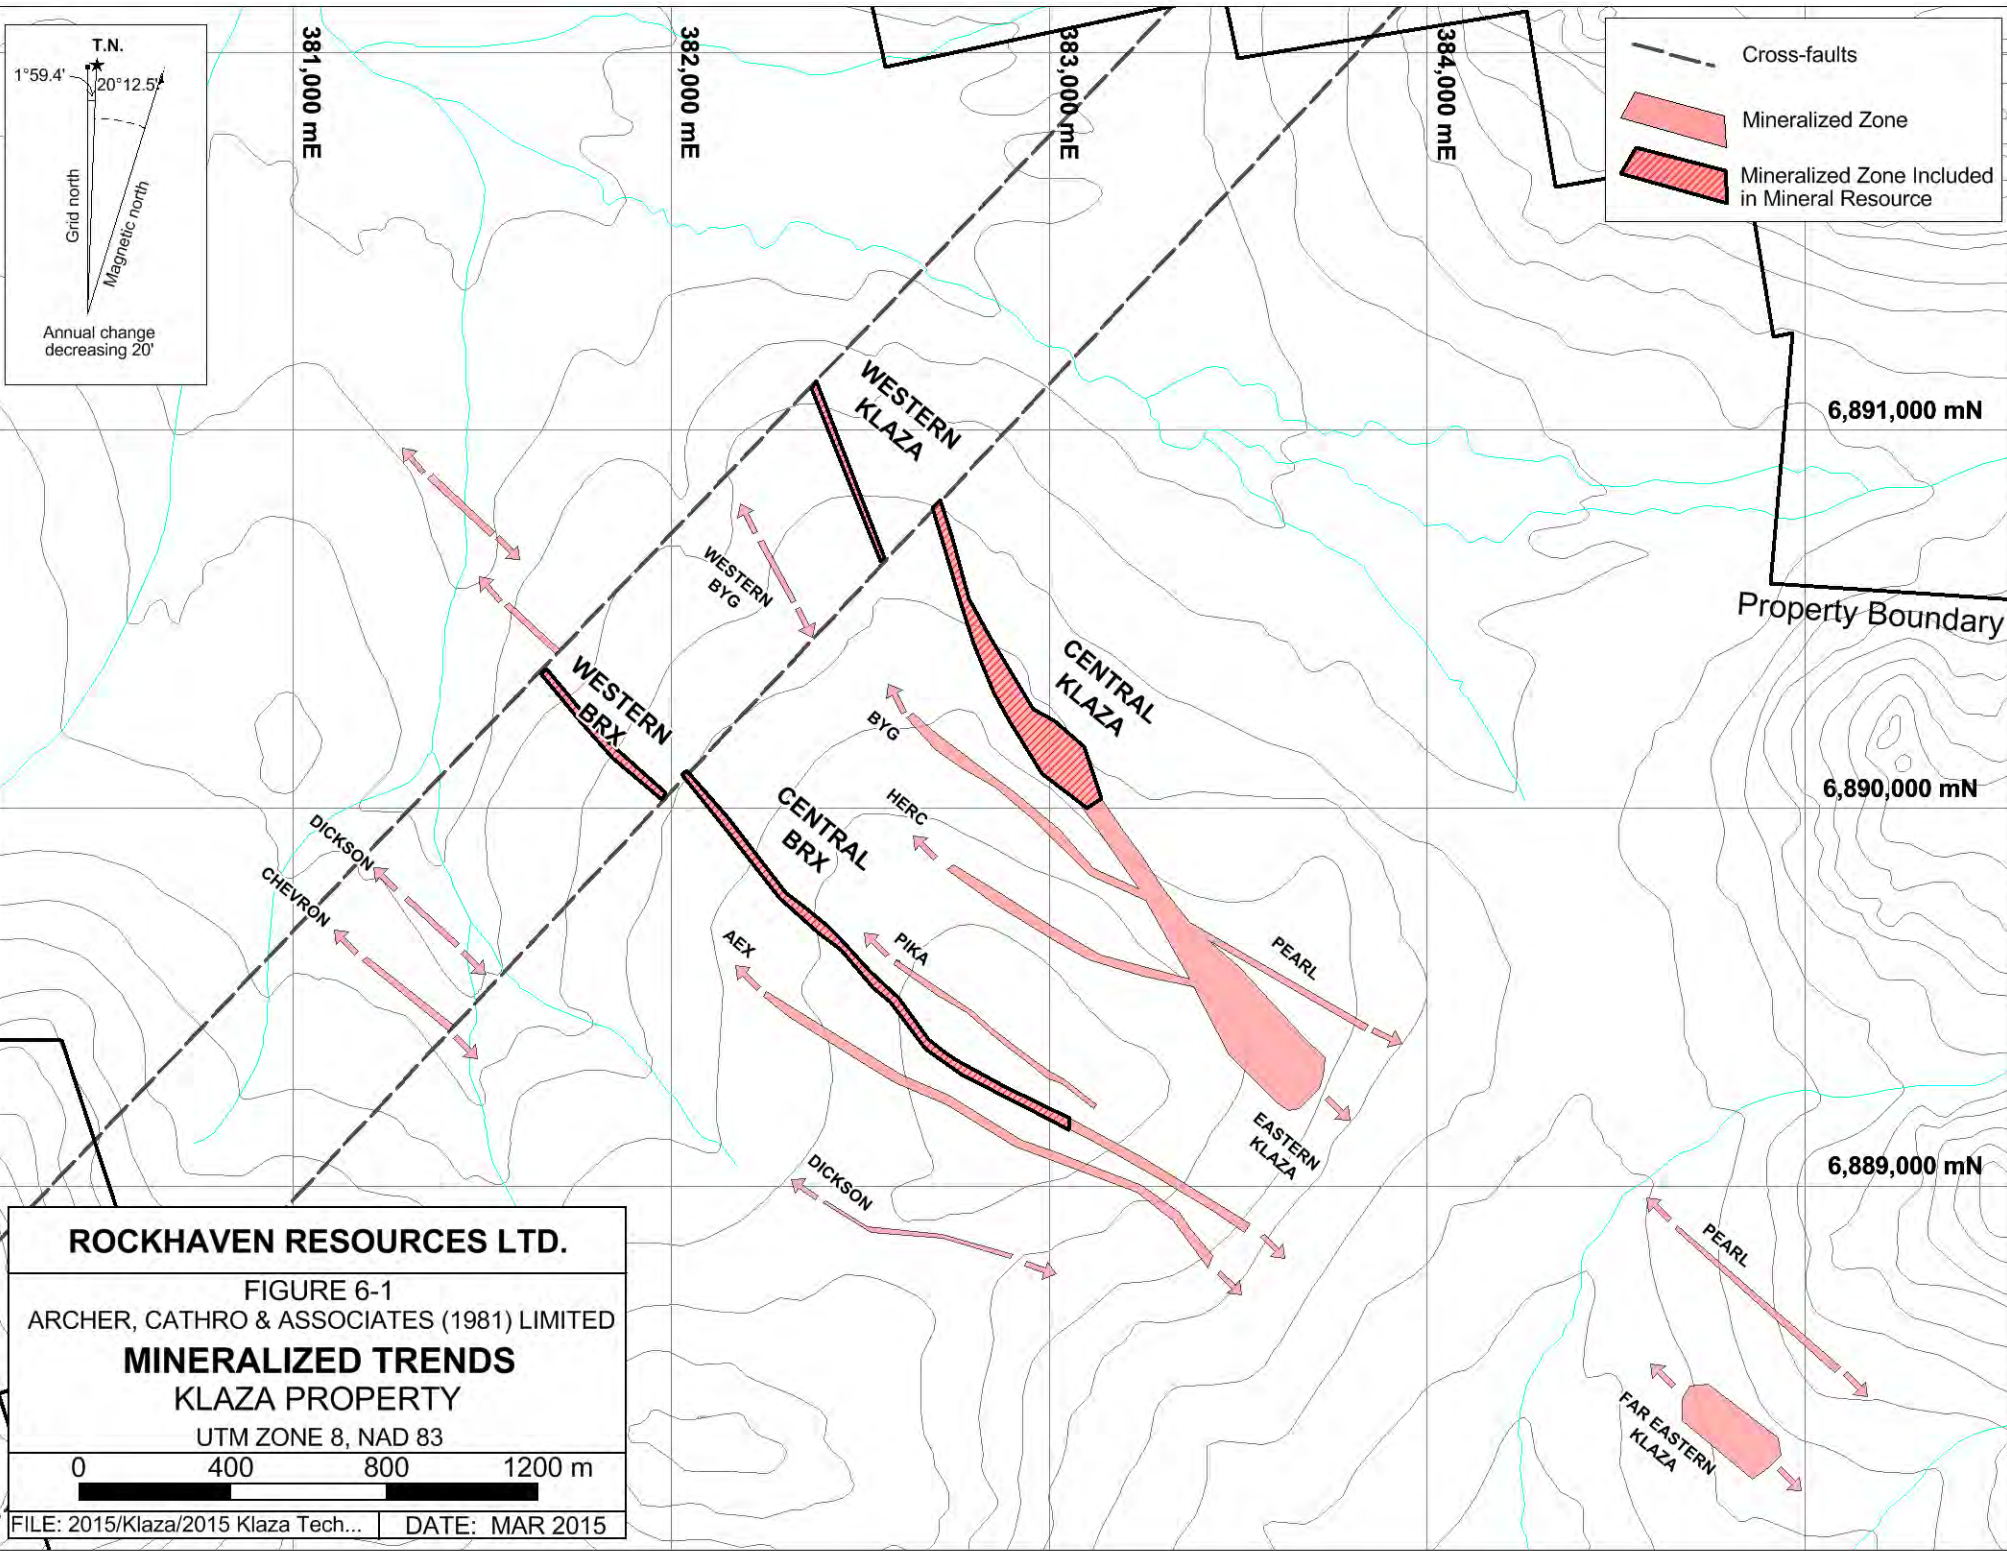 T.N.
1°59.4'
20°12.5'
Grid north
Magnetic north
Annual change
decreasing 20'
381,000 mE
382,000 mE
383,000 mE
384,000 mE
Cross-faults
Mineralized Zone
Mineralized Zone Included
in Mineral Resource
6,891,000 mN
Property Boundary
6,890,000 mN
6,889,000 mN
WESTERN
KLAZA
WESTERN
BYG
CENTRAL
KLAZA
WESTERN
BRX
BYG
HERC
CENTRAL
BRX
DICKSON
CHEVRON
AEX
PIKA
PEARL
EASTERN
KLAZA
DICKSON
PEARL
FAR EASTERN
KLAZA
ROCKHAVEN RESOURCES LTD.
FIGURE 6-1
ARCHER, CATHRO & ASSOCIATES (1981) LIMITED
MINERALIZED TRENDS
KLAZA PROPERTY
UTM ZONE 8, NAD 83
0 400 800 1200 m
FILE: 2015/Klaza/2015 Klaza Tech...
DATE: MAR 2015